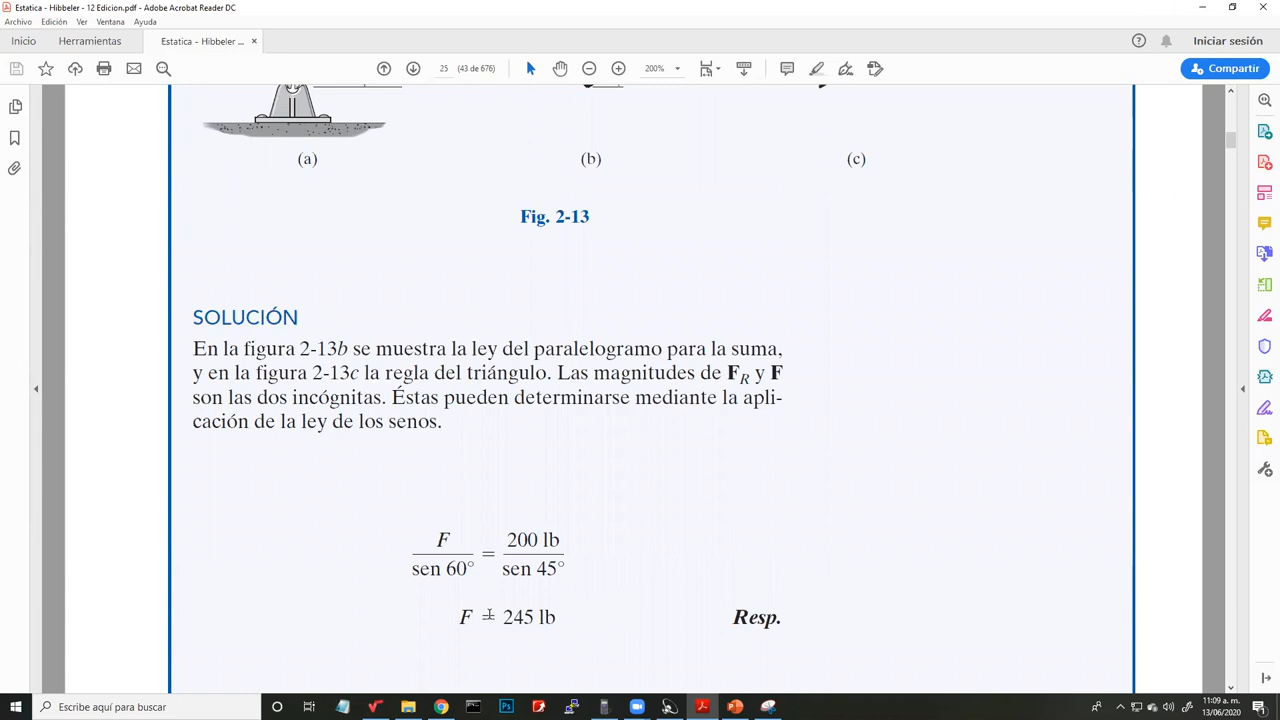 Estatica - Hibbeler - 12 Edicion.pdf - Adobe Acrobat Reader DC
Archivo Edición Ver Ventana Ayuda
Inicio Herramientas Estatica - Hibbeler ... × Iniciar sesión
25 (43 de 676) 200% Compartir
(a) (b) (c)
Fig. 2-13
SOLUCIÓN
En la figura 2-13b se muestra la ley del paralelogramo para la suma,
y en la figura 2-13c la regla del triángulo. Las magnitudes de F_R y F
son las dos incógnitas. Éstas pueden determinarse mediante la apli-
cación de la ley de los senos.
F / sen 60° = 200 lb / sen 45°
F = 245 lb Resp.
Escribe aquí para buscar
11:09 a. m.
13/06/2020